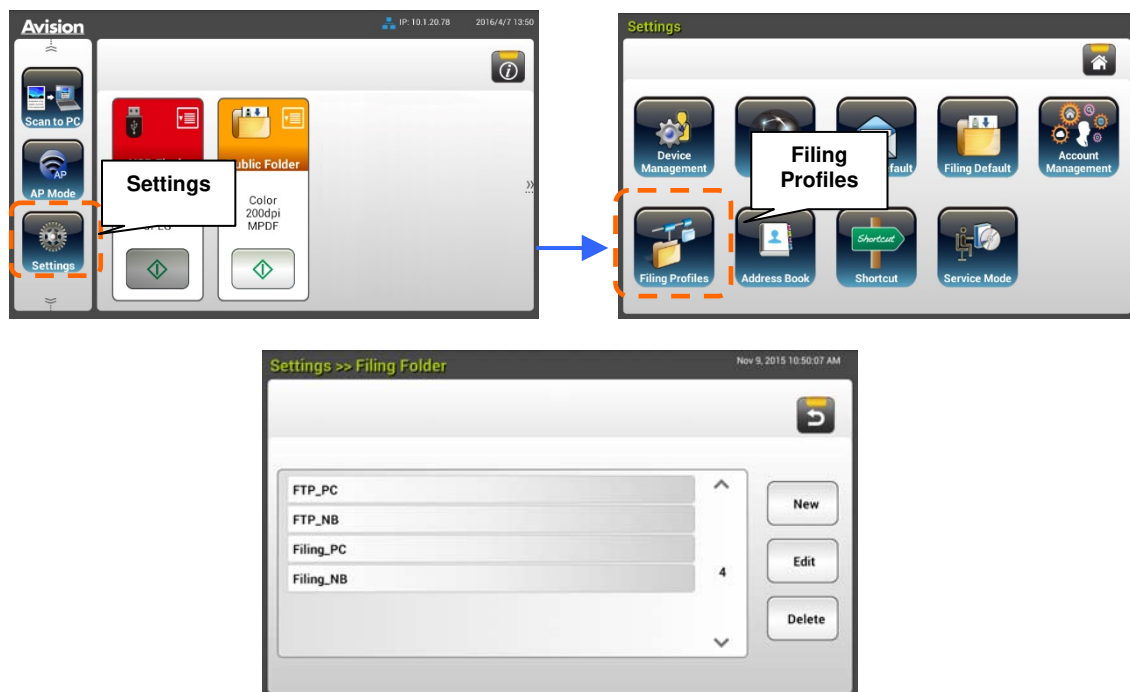 Avision
IP: 10.1.20.78
2016/4/7 13:50
Scan to PC
AP
AP Mode
Settings
Public Folder
Color
200dpi
MPDF
Settings
Settings
Device
Management
Filing Default
Account
Management
Filing
Profiles
Filing Profiles
Address Book
Shortcut
Shortcut
Service Mode
Settings >> Filing Folder
Nov 9, 2015 10:50:07 AM
FTP_PC
FTP_NB
Filing_PC
Filing_NB
4
New
Edit
Delete